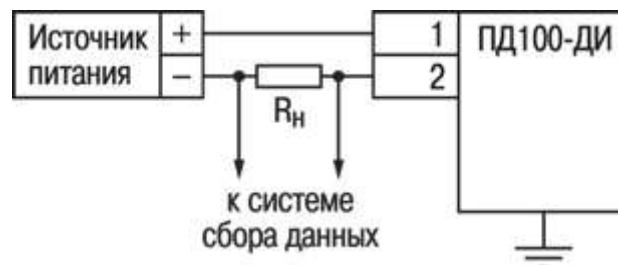 Источник + 1 ПД100-ДИ
питания – 2
Rн
к системе
сбора данных